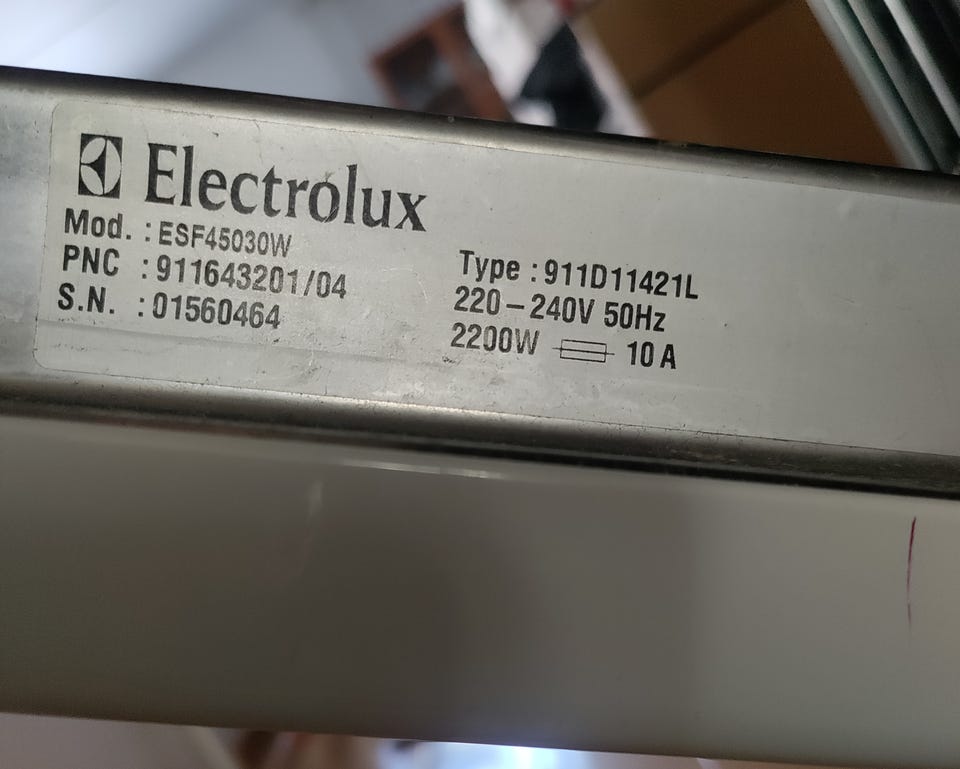 Electrolux
Mod. : ESF45030W
PNC : 911643201/04
S.N. : 01560464
Type : 911D11421L
220-240V 50Hz
2200W 10 A